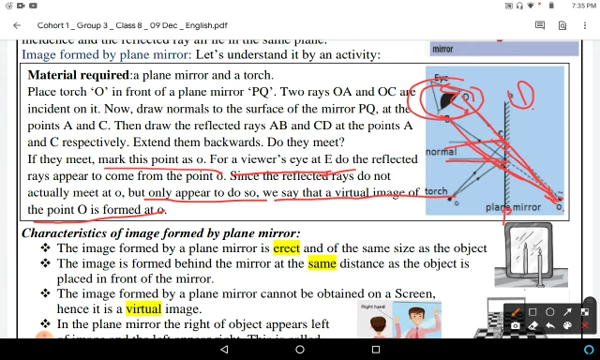 7:35 PM
Cohort 1 _ Group 3 _ Class 8 _ 09 Dec _ English.pdf
incidence and the reflected ray all lie in the same plane.
Image formed by plane mirror: Let's understand it by an activity:
mirror
Material required: a plane mirror and a torch.
Place torch 'O' in front of a plane mirror 'PQ'. Two rays OA and OC are
incident on it. Now, draw normals to the surface of the mirror PQ, at the
points A and C. Then draw the reflected rays AB and CD at the points A
and C respectively. Extend them backwards. Do they meet?
If they meet, mark this point as o. For a viewer's eye at E do the reflected
rays appear to come from the point o. Since the reflected rays do not
actually meet at o, but only appear to do so, we say that a virtual image of
the point O is formed at o.
Eye
normal
torch
plane mirror
Characteristics of image formed by plane mirror:
❖ The image formed by a plane mirror is erect and of the same size as the object
❖ The image is formed behind the mirror at the same distance as the object is
placed in front of the mirror.
❖ The image formed by a plane mirror cannot be obtained on a Screen,
hence it is a virtual image.
❖ In the plane mirror the right of object appears left
of image and the left appears right. This is called
Right hand